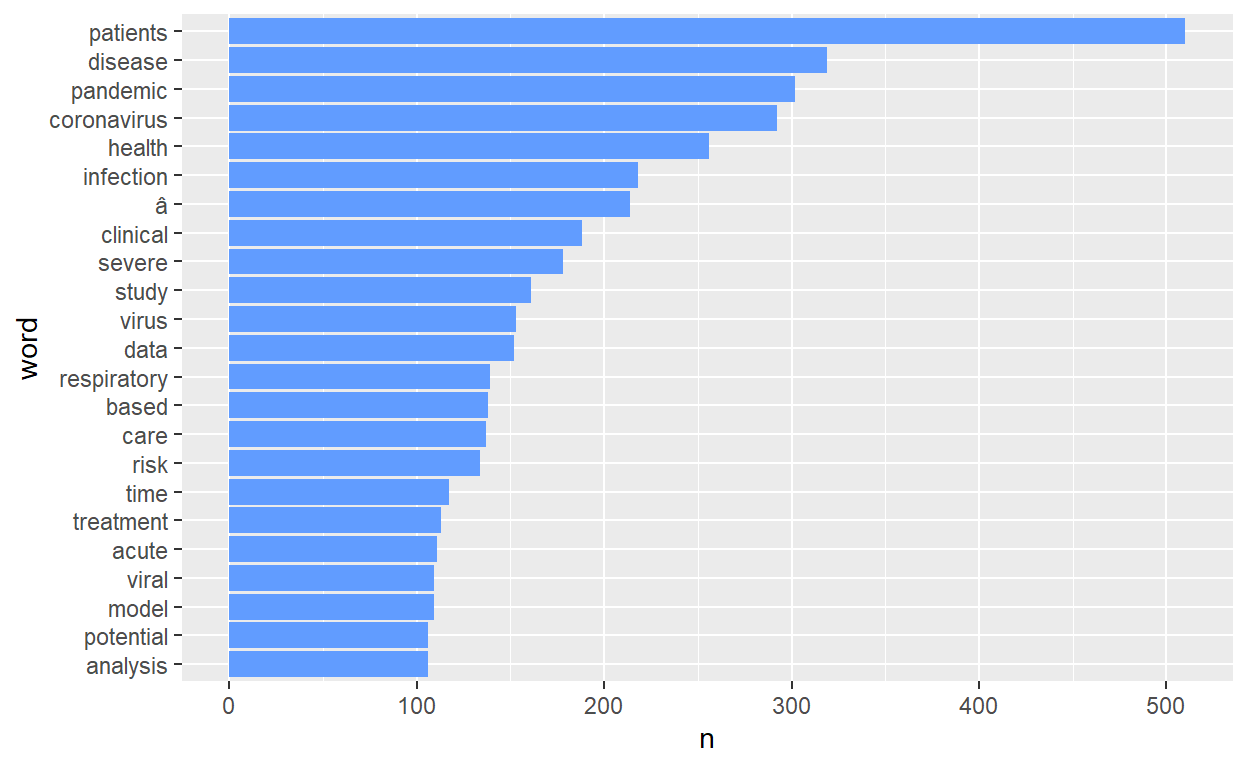 patients
disease
pandemic
coronavirus
health
infection
â
clinical
severe
study
virus
data
respiratory
based
care
risk
time
treatment
acute
viral
model
potential
analysis
word
0 100 200 300 400 500
n